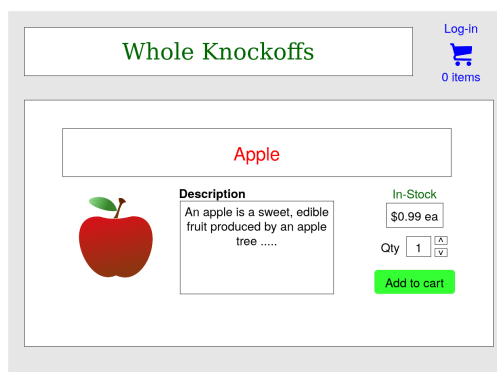 Log-in
Whole Knockoffs
0 items
Apple
Description
In-Stock
An apple is a sweet, edible
fruit produced by an apple
tree .....
$0.99 ea
Qty 1
Add to cart